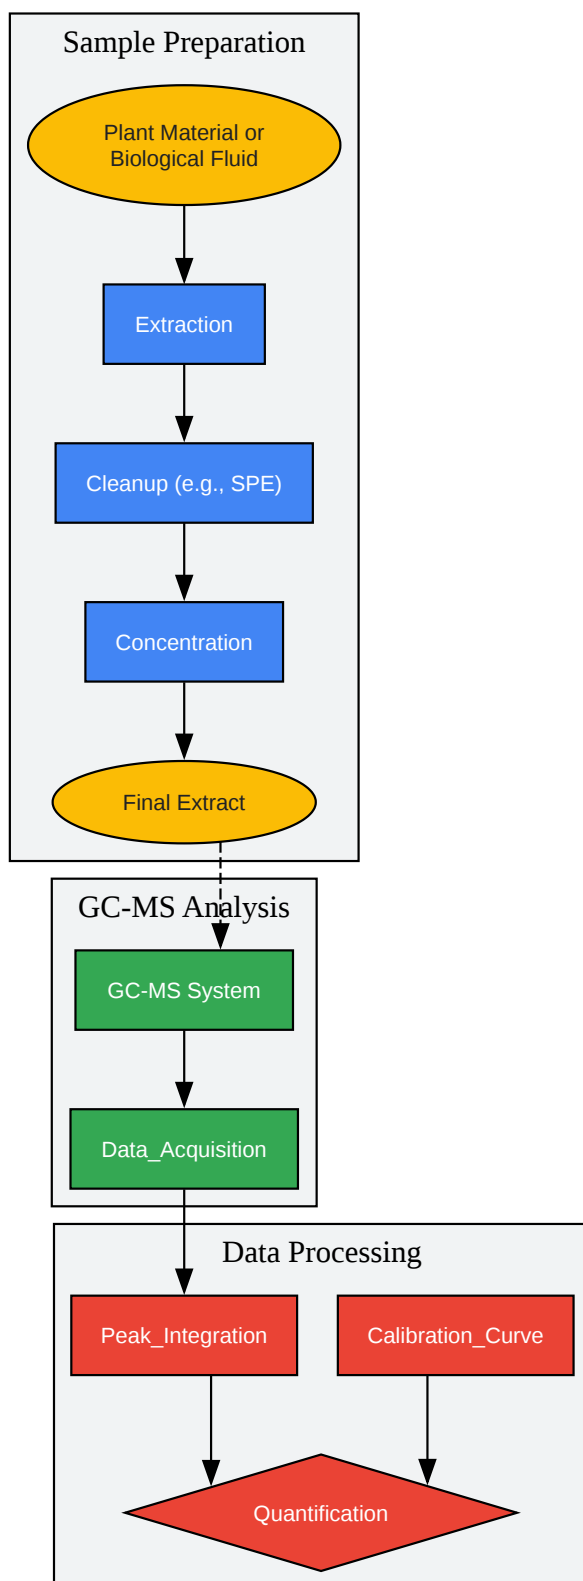 Sample Preparation
Plant Material or
Biological Fluid
Extraction
Cleanup (e.g., SPE)
Concentration
Final Extract
GC-MS Analysis
GC-MS System
Data_Acquisition
Data Processing
Peak_Integration
Calibration_Curve
Quantification